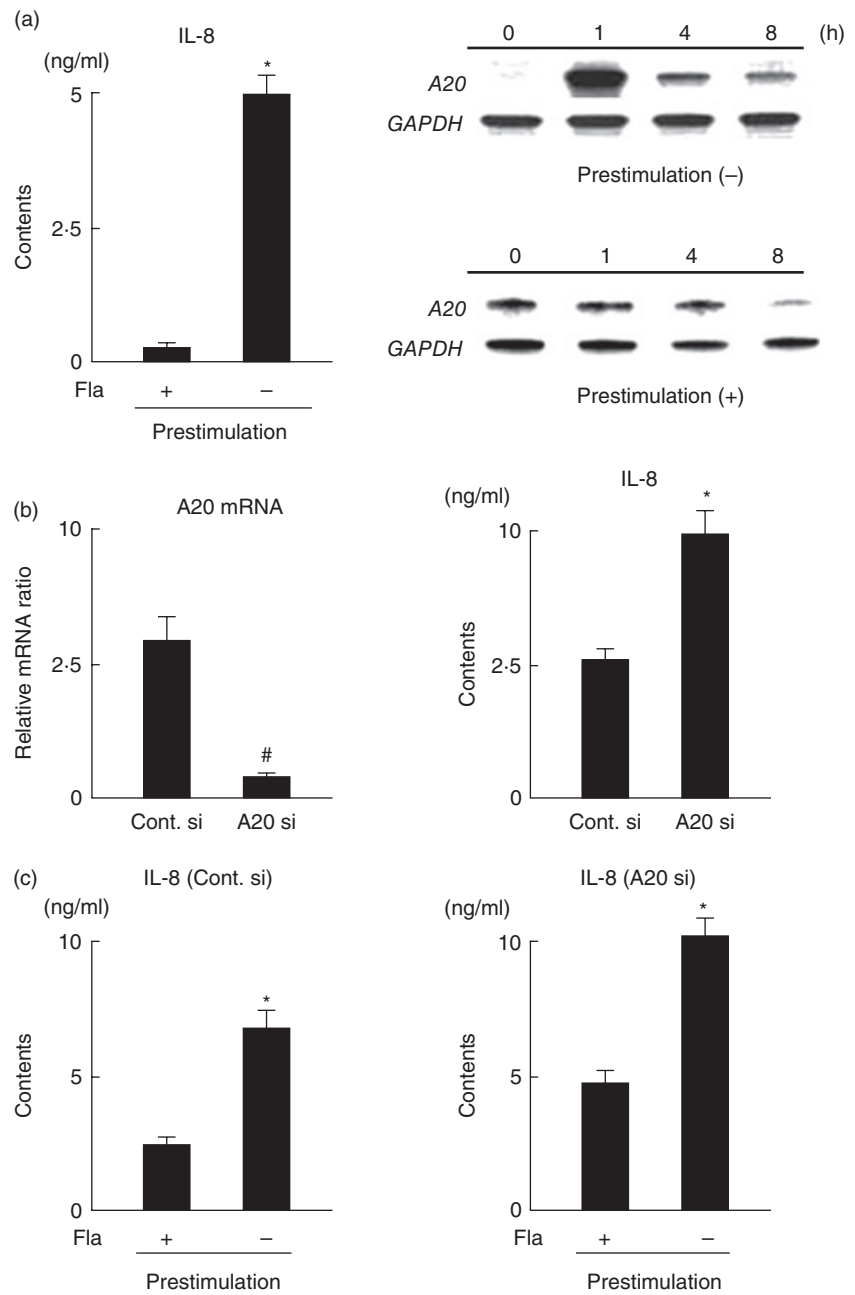 (a)
IL-8
(ng/ml)
*
5
2·5
0
Contents
Fla + –
Prestimulation
0 1 4 8 (h)
A20
GAPDH
Prestimulation (–)
0 1 4 8
A20
GAPDH
Prestimulation (+)
(b)
A20 mRNA
10
2·5
0
Relative mRNA ratio
#
Cont. si A20 si
IL-8
(ng/ml)
*
10
2·5
0
Contents
Cont. si A20 si
(c)
IL-8 (Cont. si)
(ng/ml)
10
*
5
0
Contents
Fla + –
Prestimulation
IL-8 (A20 si)
(ng/ml)
*
10
5
0
Contents
Fla + –
Prestimulation